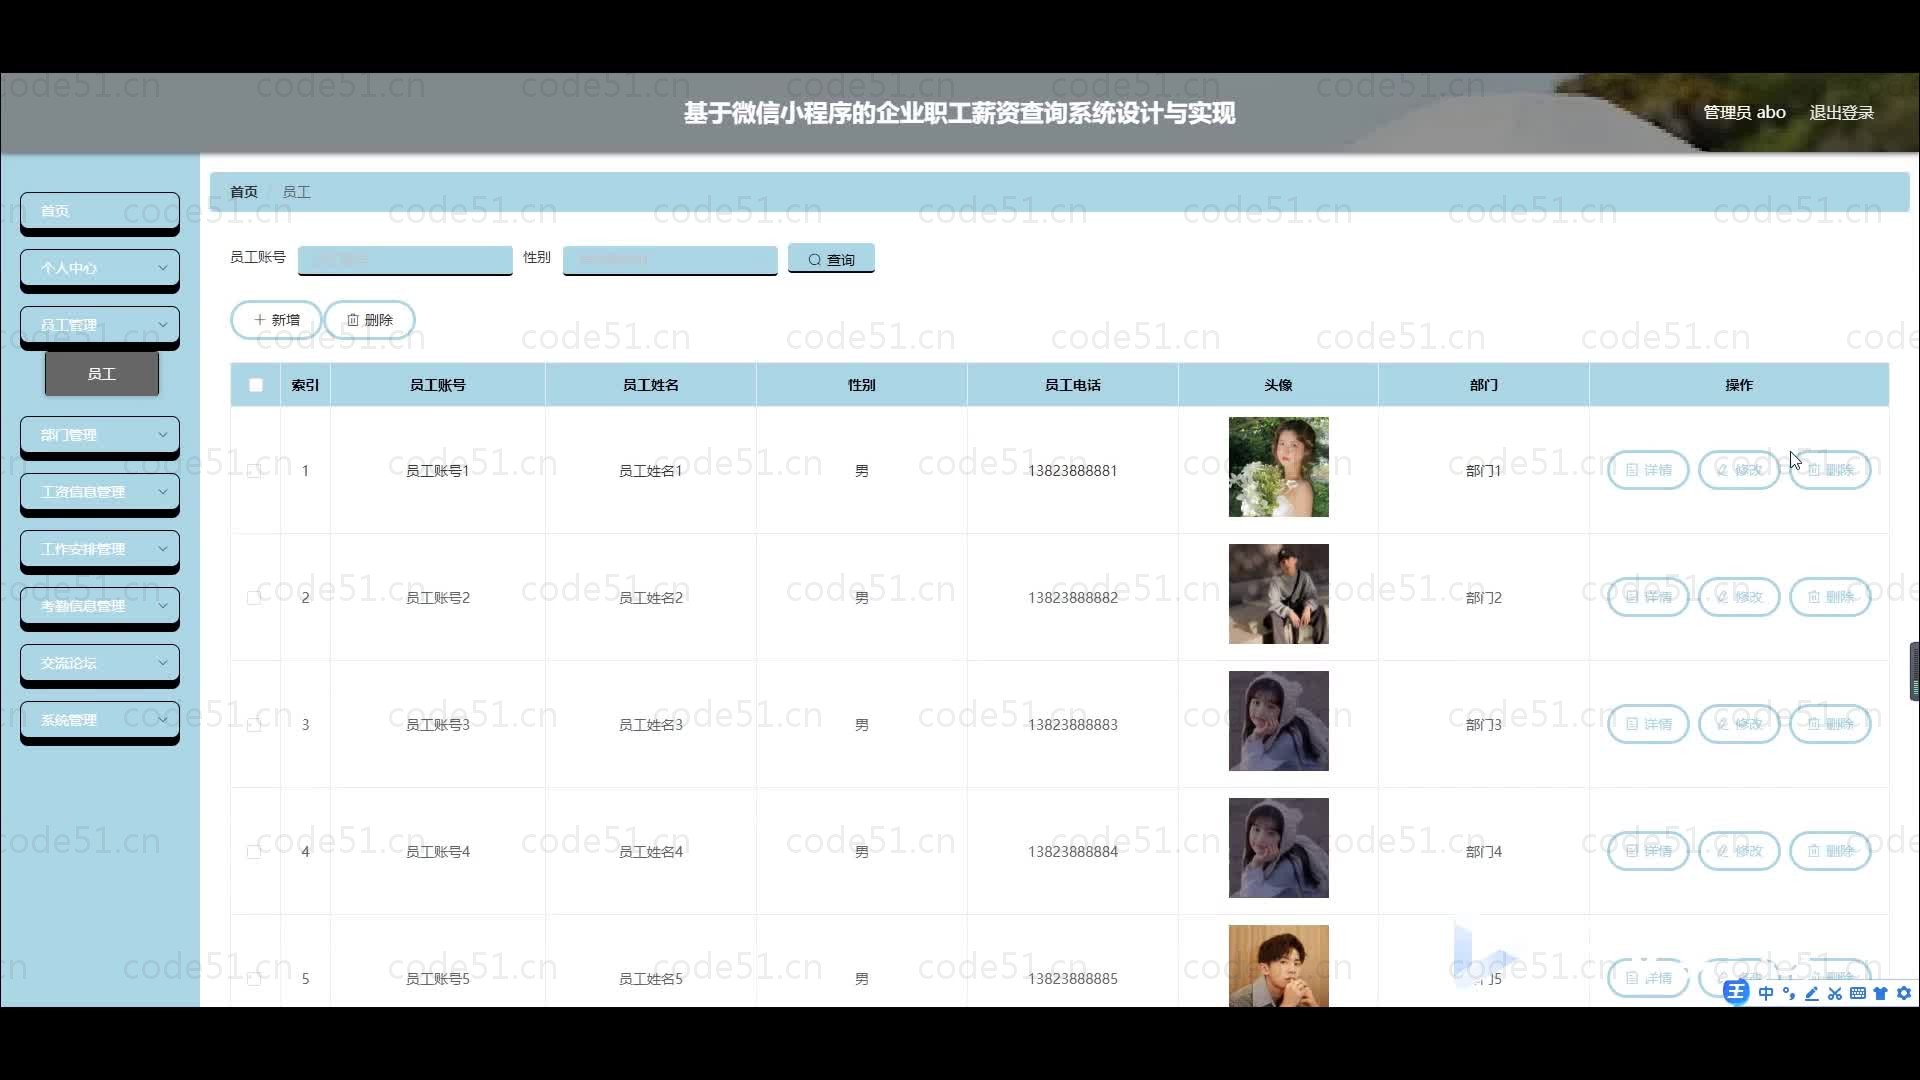 基于微信小程序的企业职工薪资查询系统设计与实现
管理员 abo 退出登录
首页
个人中心
员工管理
员工
部门管理
工资信息管理
工作安排管理
考勤信息管理
交流论坛
系统管理
首页 员工
员工账号 性别 查询
新增 删除
索引 员工账号 员工姓名 性别 员工电话 头像 部门 操作
1 员工账号1 员工姓名1 男 13823888881 部门1 详情 修改 删除
2 员工账号2 员工姓名2 男 13823888882 部门2 详情 修改 删除
3 员工账号3 员工姓名3 男 13823888883 部门3 详情 修改 删除
4 员工账号4 员工姓名4 男 13823888884 部门4 详情 修改 删除
5 员工账号5 员工姓名5 男 13823888885 详情
王 中
code51.cn